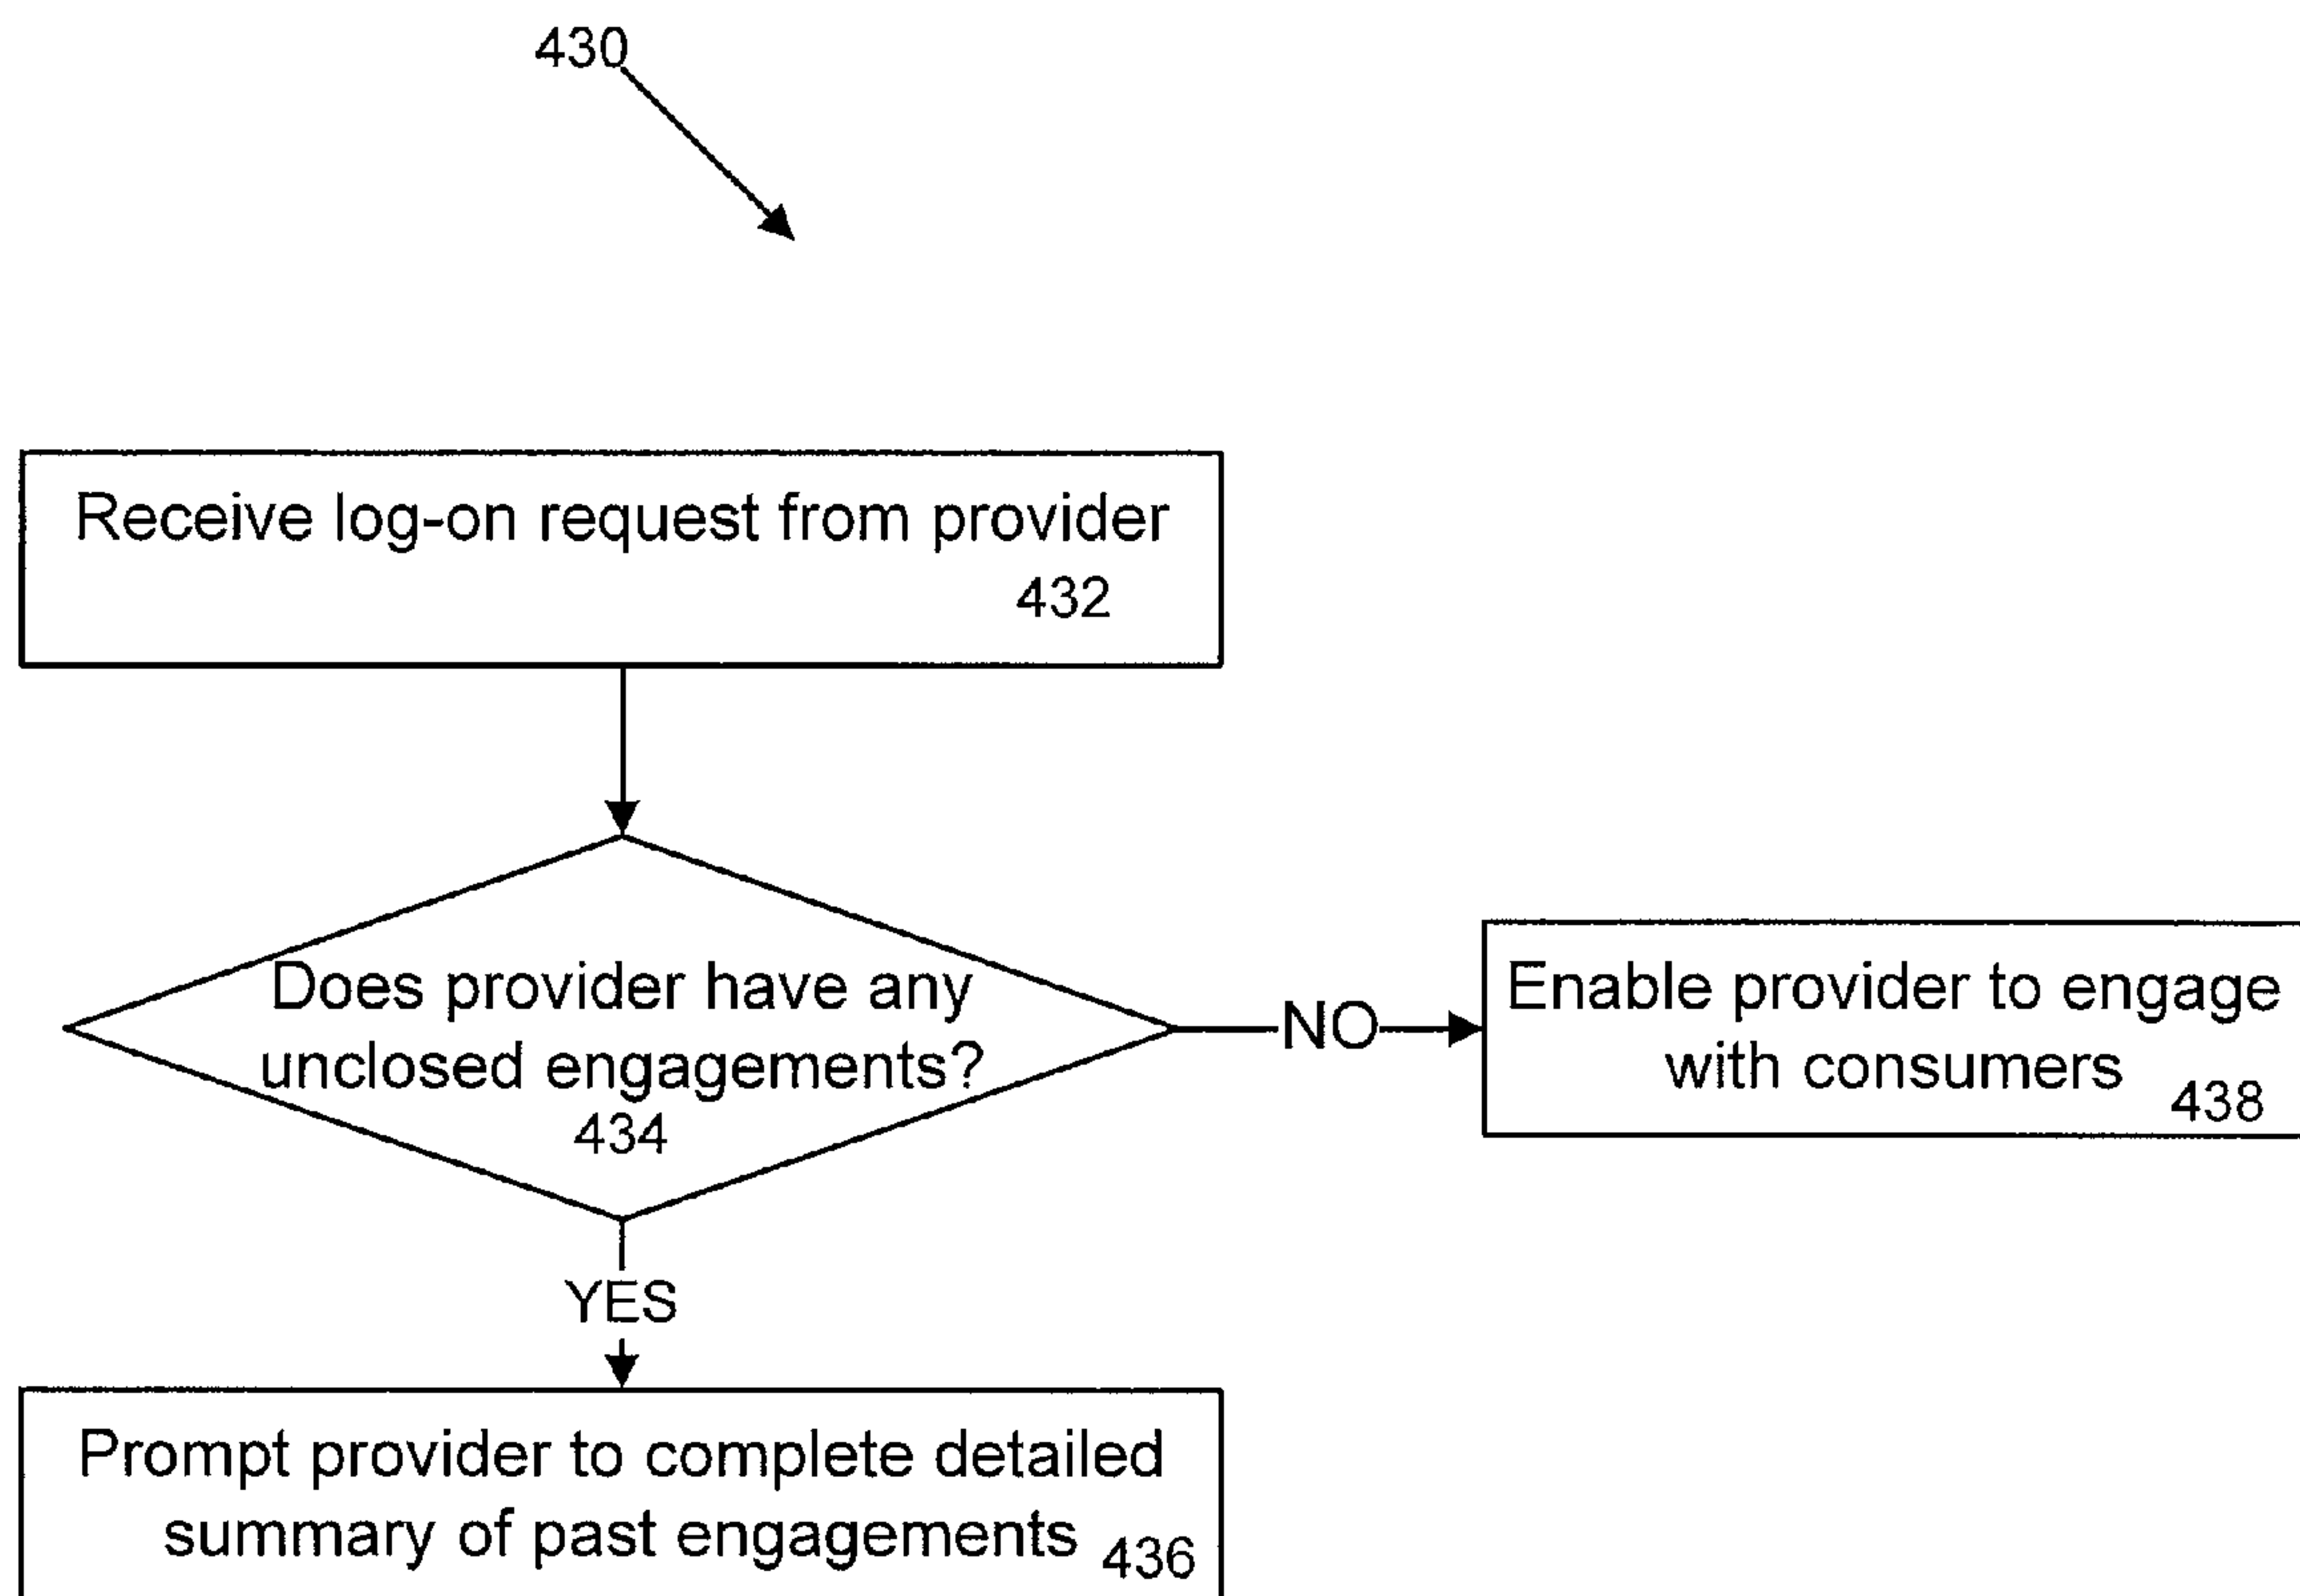 430
Receive log-on request from provider
432
Does provider have any
unclosed engagements?
434
NO
Enable provider to engage
with consumers
438
YES
Prompt provider to complete detailed
summary of past engagements
436